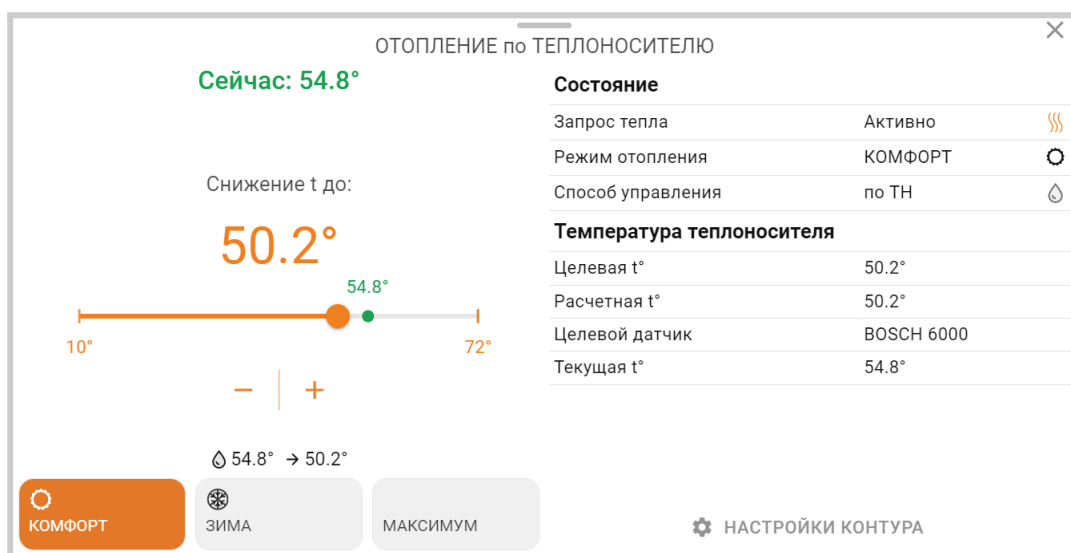 ОТОПЛЕНИЕ по ТЕПЛОНОСИТЕЛЮ
Сейчас: 54.8°
Снижение t до:
50.2°
54.8°
10°
72°
54.8° → 50.2°
КОМФОРТ
ЗИМА
МАКСИМУМ
Состояние
Запрос тепла Активно
Режим отопления КОМФОРТ
Способ управления по ТН
Температура теплоносителя
Целевая t° 50.2°
Расчетная t° 50.2°
Целевой датчик BOSCH 6000
Текущая t° 54.8°
НАСТРОЙКИ КОНТУРА